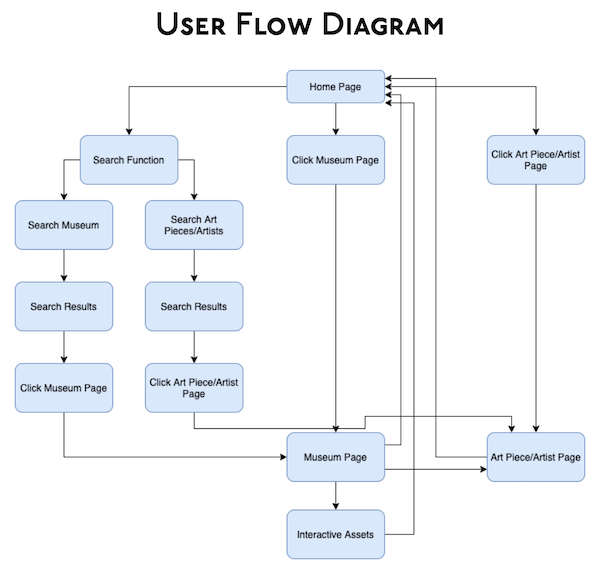 USER FLOW DIAGRAM
Home Page
Search Function
Click Museum Page
Click Art Piece/Artist
Page
Search Museum
Search Art
Pieces/Artists
Search Results
Search Results
Click Museum Page
Click Art Piece/Artist
Page
Museum Page
Art Piece/Artist Page
Interactive Assets